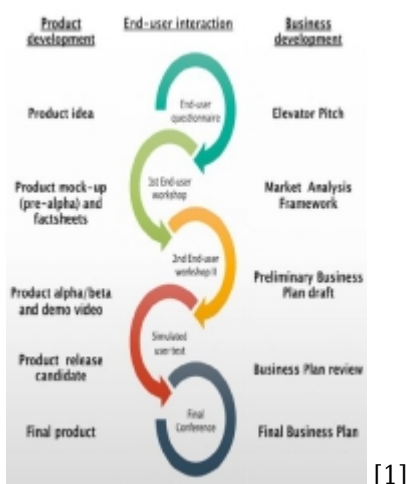 Product
development
End-user interaction
Business
development
Product idea
End-user
questionnaire
Elevator Pitch
Product mock-up
(pre-alpha) and
factsheets
1st End-user
workshop
Market Analysis
Framework
2nd End-user
workshop II
Product alpha/beta
and demo video
Preliminary Business
Plan draft
Simulated
user-test
Product release
candidate
Business Plan review
Final
Conference
Final product
Final Business Plan
[1]